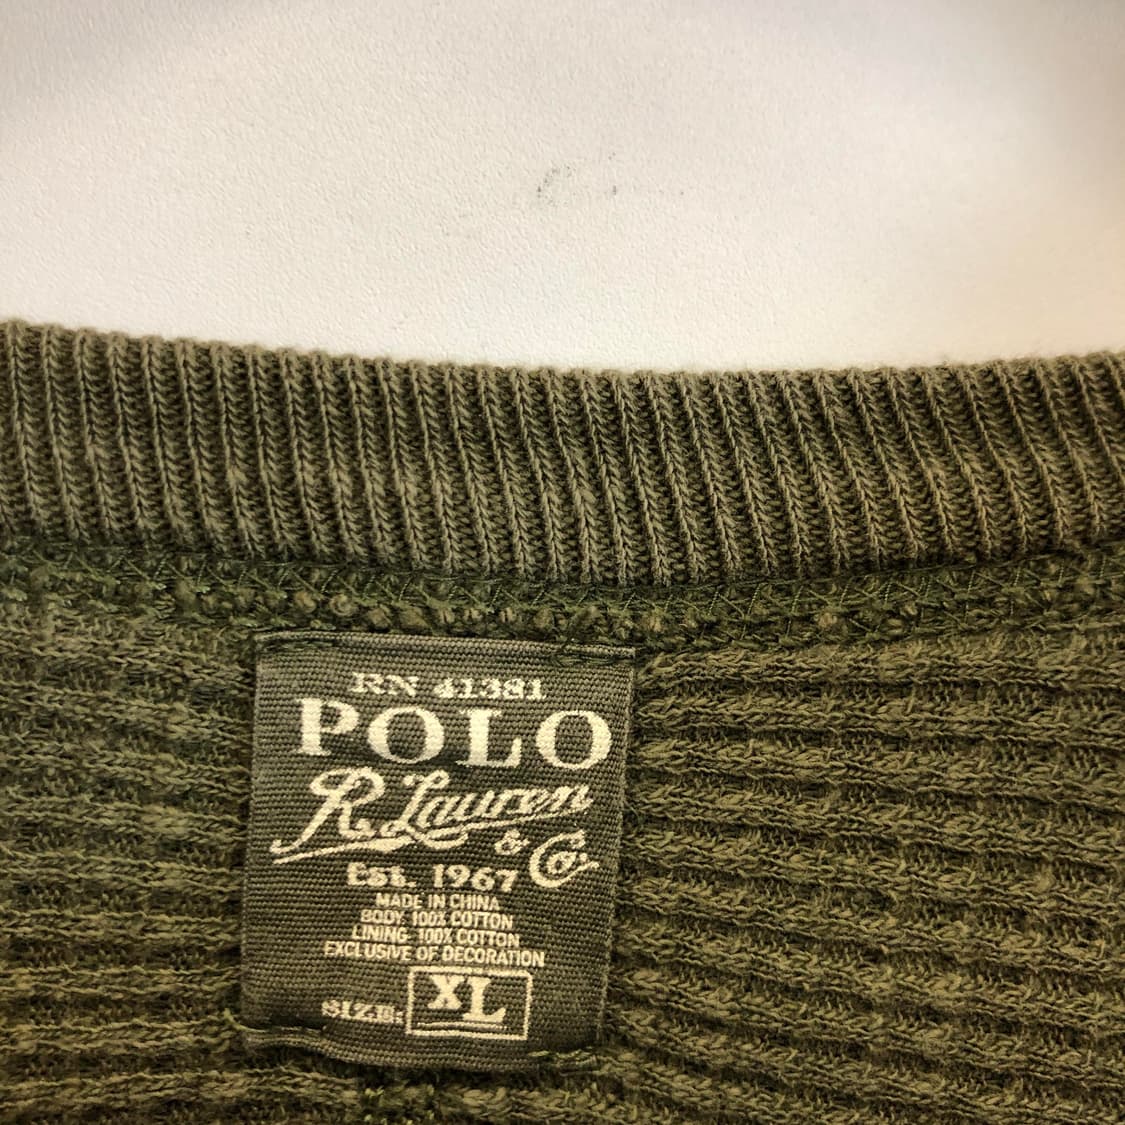 RN 41381
POLO
R. Lauren
& Co.
Est. 1967
MADE IN CHINA
BODY: 100% COTTON
LINING: 100% COTTON
EXCLUSIVE OF DECORATION
SIZE: XL